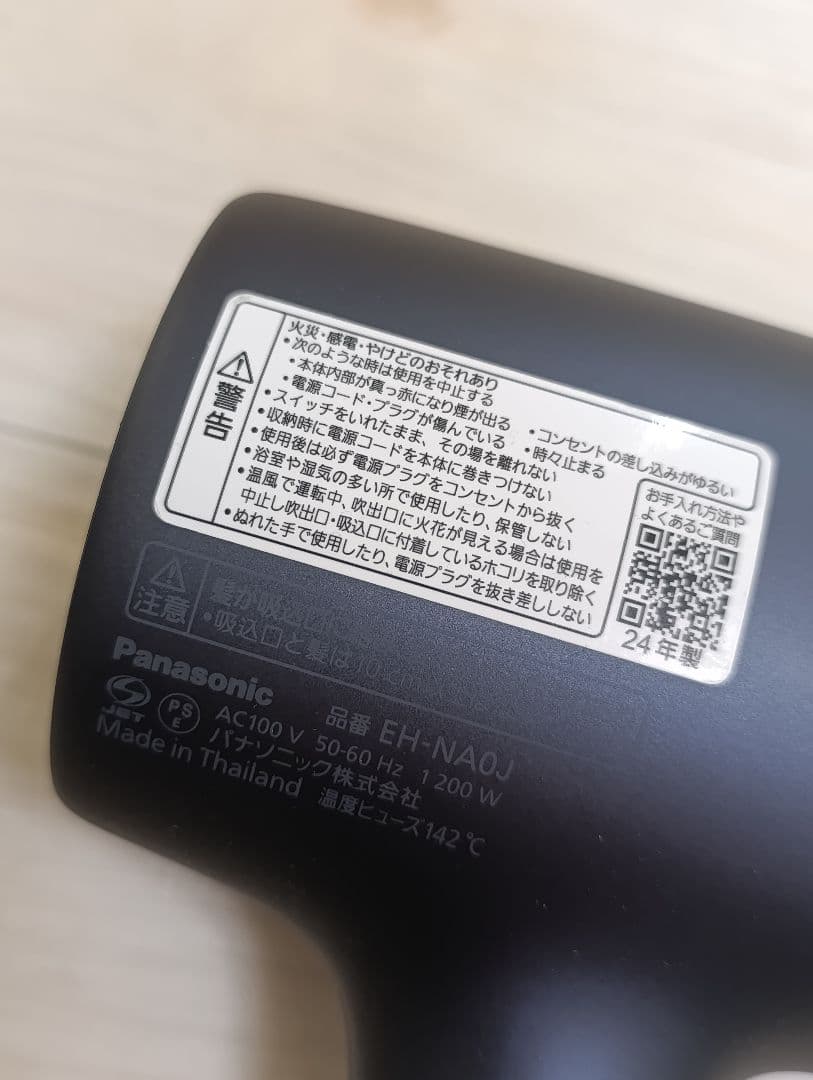 警告
火災・感電・やけどのおそれあり
・次のような時は使用を中止する
・本体内部が真っ赤になり煙が出る ・コンセントの差し込みがゆるい
・電源コード・プラグが傷んでいる ・時々止まる
・スイッチをいれたまま、その場を離れない
・収納時に電源コードを本体に巻きつけない
・使用後は必ず電源プラグをコンセントから抜く
・浴室や湿気の多い所で使用したり、保管しない
・温風で運転中、吹出口に火花が見える場合は使用を
中止し吹出口・吸込口に付着しているホコリを取り除く
・ぬれた手で使用したり、電源プラグを抜き差ししない
お手入れ方法や
よくあるご質問
24年製
注意
髪が吸込
・吸込口と髪は10
Panasonic 品番 EH-NA0J
JET PS E AC100V 50-60 Hz 1200W
パナソニック株式会社
Made in Thailand 温度ヒューズ142℃